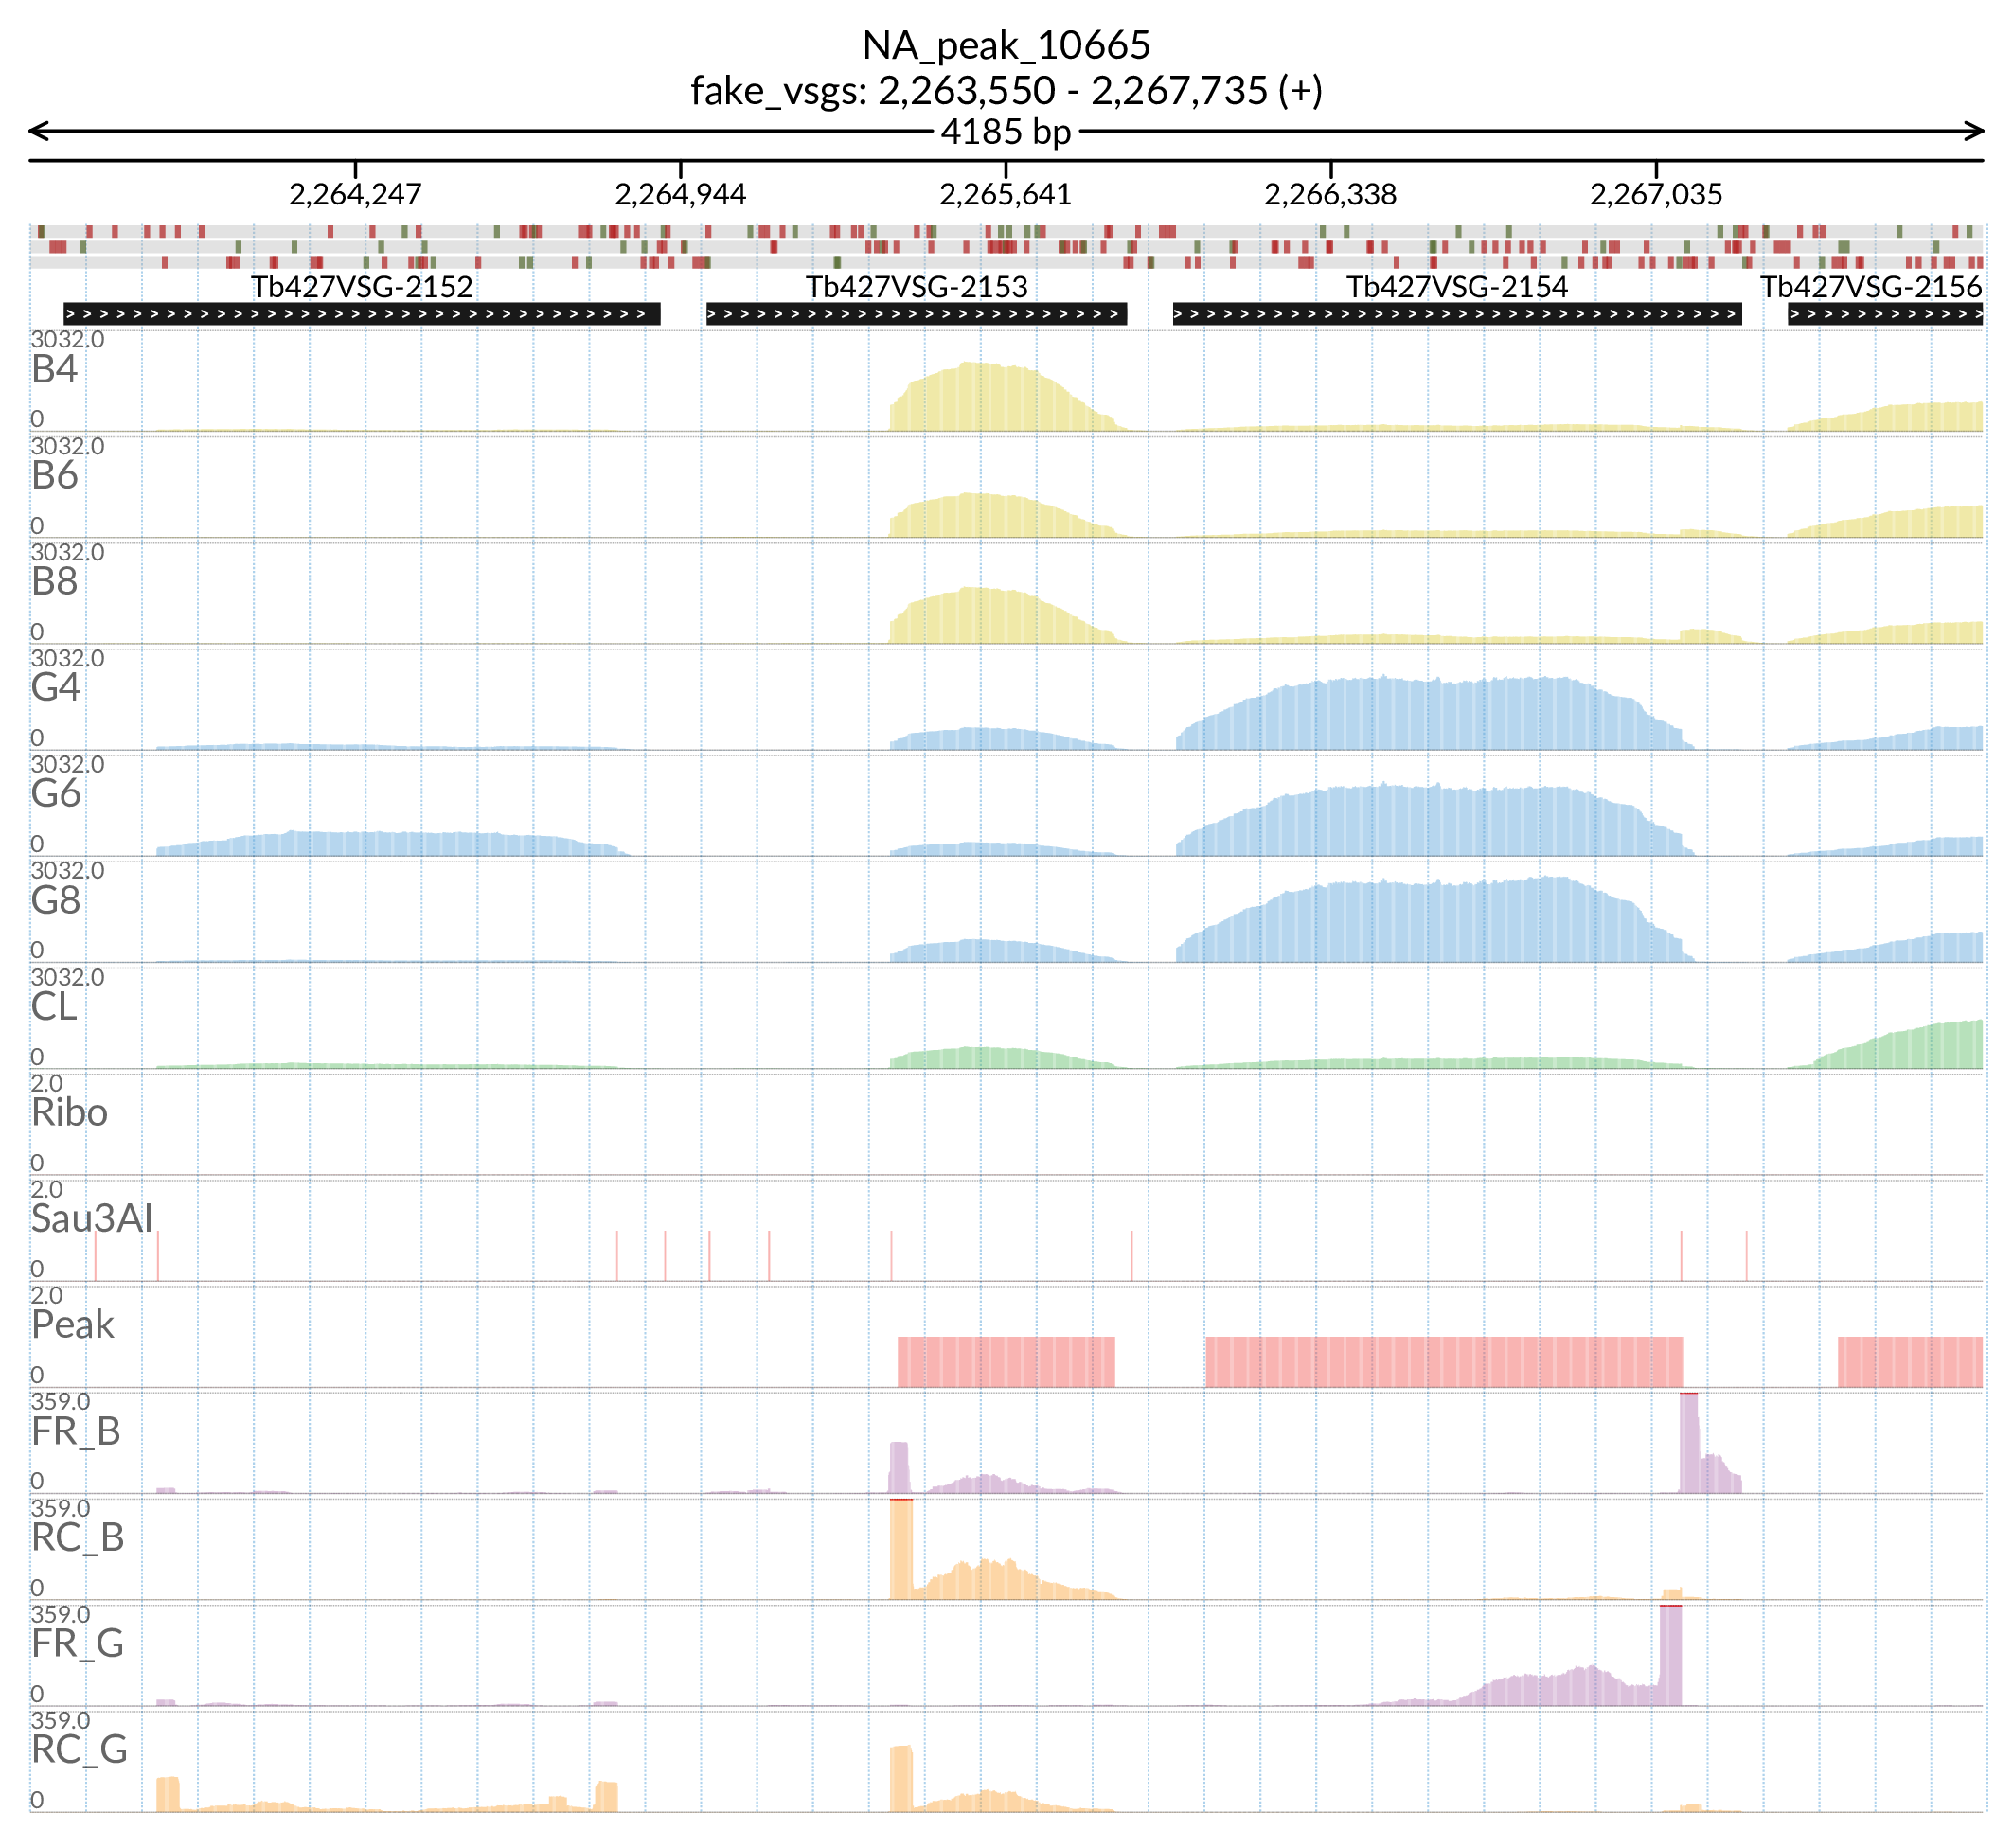 NA_peak_10665
fake_vsgs: 2,263,550 - 2,267,735 (+)
4185 bp
2,264,247 2,264,944 2,265,641 2,266,338 2,267,035
Tb427VSG-2152 Tb427VSG-2153 Tb427VSG-2154 Tb427VSG-2156
3032.0
B4
0
3032.0
B6
0
3032.0
B8
0
3032.0
G4
0
3032.0
G6
0
3032.0
G8
0
3032.0
CL
0
2.0
Ribo
0
2.0
Sau3AI
0
2.0
Peak
0
359.0
FR_B
0
359.0
RC_B
0
359.0
FR_G
0
359.0
RC_G
0